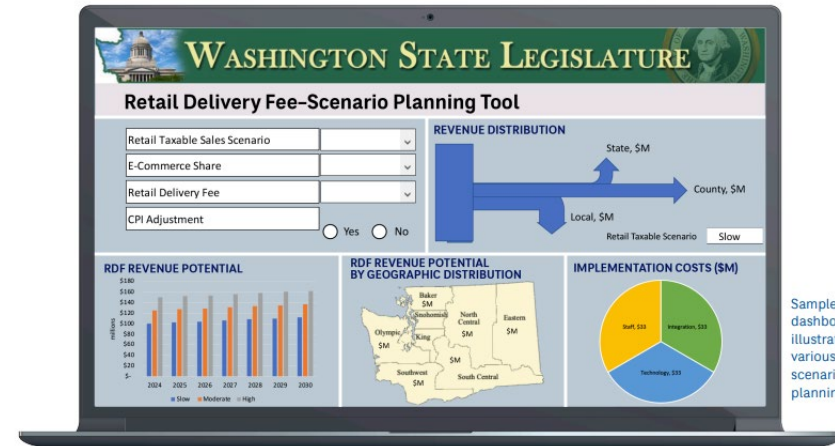 WASHINGTON STATE LEGISLATURE
Retail Delivery Fee–Scenario Planning Tool
Retail Taxable Sales Scenario
E-Commerce Share
Retail Delivery Fee
CPI Adjustment
Yes No
REVENUE DISTRIBUTION
State, $M
County, $M
Local, $M
Retail Taxable Scenario Slow
RDF REVENUE POTENTIAL
$180
$160
$140
$120
$100
$80
$60
$40
$20
$-
millions
2024 2025 2026 2027 2028 2029 2030
Slow Moderate High
RDF REVENUE POTENTIAL
BY GEOGRAPHIC DISTRIBUTION
Baker
$M
Snohomish
North
Central
$M
Eastern
$M
Olympic
$M
King
$M
Southwest
$M
South Central
IMPLEMENTATION COSTS ($M)
Staff, $33
Integration, $33
Technology, $33
Sample
dashbo
illustrat
various
scenari
plannin